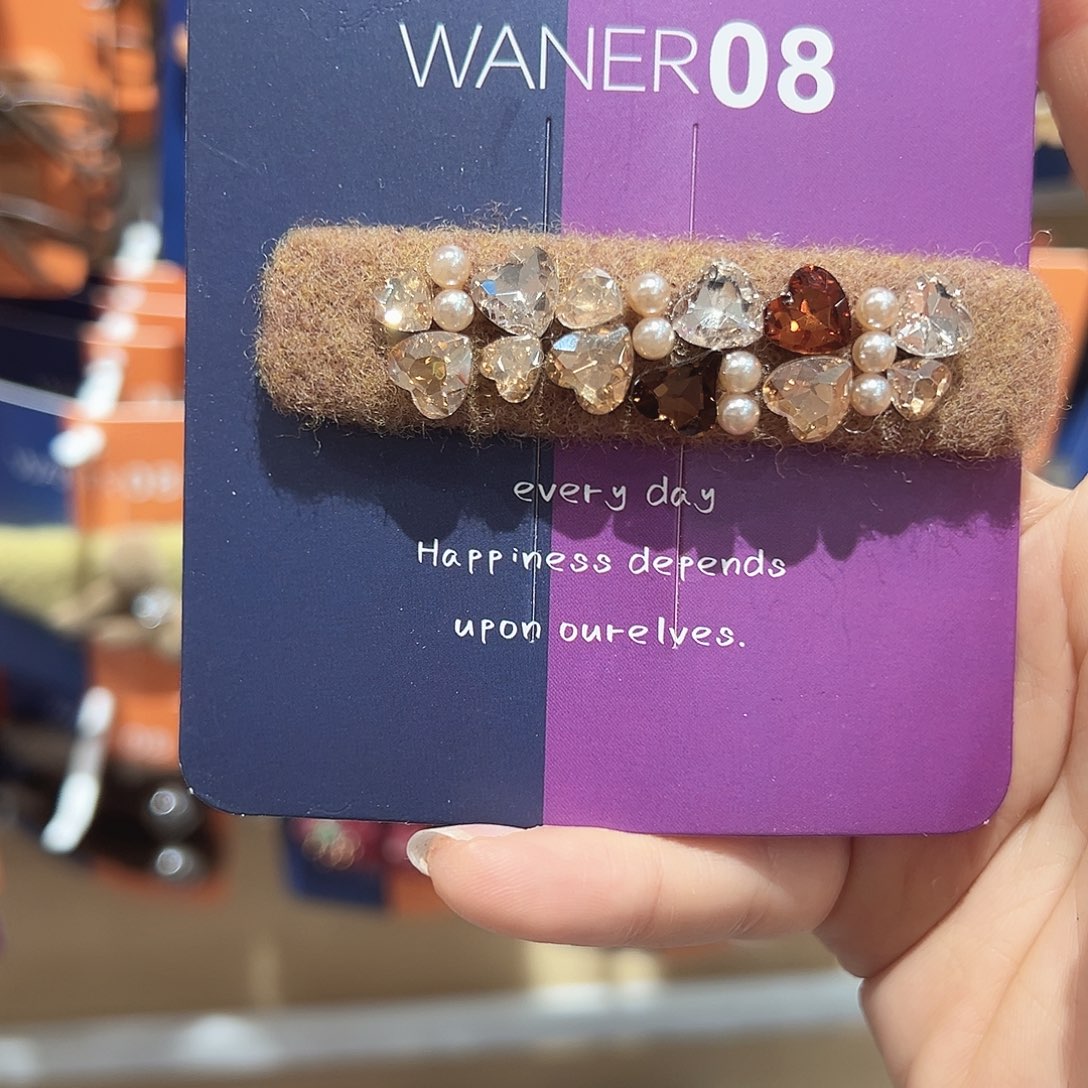 WANER08
every day
Happiness depends
upon ourelves.